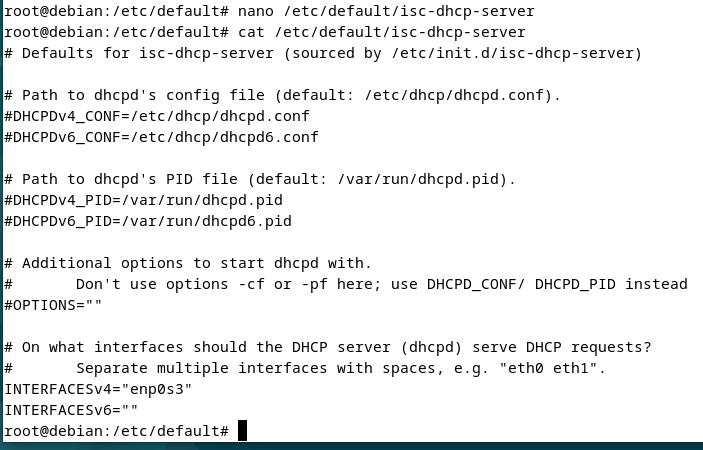 root@debian:/etc/default# nano /etc/default/isc-dhcp-server
root@debian:/etc/default# cat /etc/default/isc-dhcp-server
# Defaults for isc-dhcp-server (sourced by /etc/init.d/isc-dhcp-server)

# Path to dhcpd's config file (default: /etc/dhcp/dhcpd.conf).
#DHCPDv4_CONF=/etc/dhcp/dhcpd.conf
#DHCPDv6_CONF=/etc/dhcp/dhcpd6.conf

# Path to dhcpd's PID file (default: /var/run/dhcpd.pid).
#DHCPDv4_PID=/var/run/dhcpd.pid
#DHCPDv6_PID=/var/run/dhcpd6.pid

# Additional options to start dhcpd with.
#       Don't use options -cf or -pf here; use DHCPD_CONF/ DHCPD_PID instead
#OPTIONS=""

# On what interfaces should the DHCP server (dhcpd) serve DHCP requests?
#       Separate multiple interfaces with spaces, e.g. "eth0 eth1".
INTERFACESv4="enp0s3"
INTERFACESv6=""
root@debian:/etc/default#